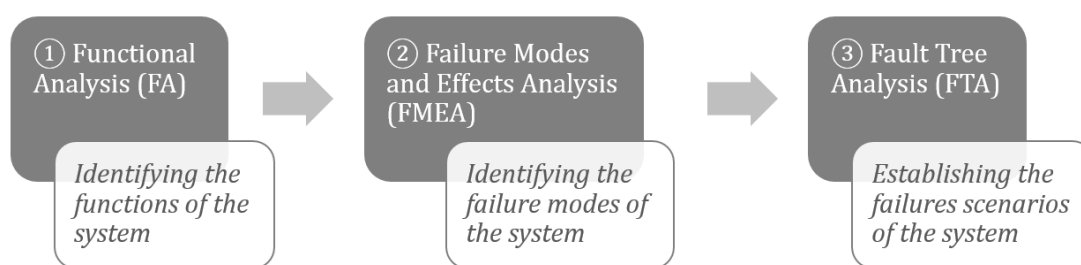 ① Functional
Analysis (FA)
Identifying the
functions of the
system
② Failure Modes
and Effects Analysis
(FMEA)
Identifying the
failure modes of
the system
③ Fault Tree
Analysis (FTA)
Establishing the
failures scenarios
of the system